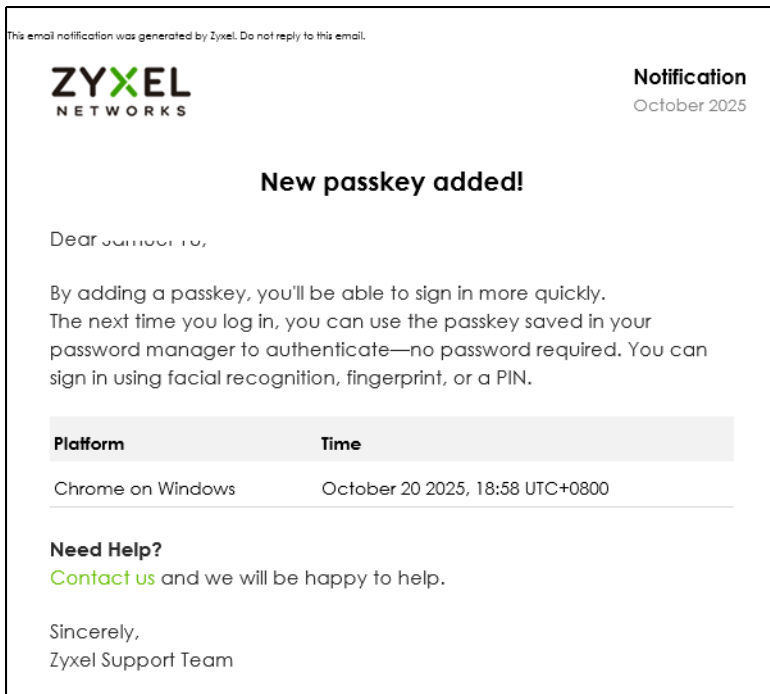 This email notification was generated by Zyxel. Do not reply to this email.
ZYXEL
NETWORKS
Notification
October 2025
New passkey added!
Dear
By adding a passkey, you'll be able to sign in more quickly.
The next time you log in, you can use the passkey saved in your
password manager to authenticate—no password required. You can
sign in using facial recognition, fingerprint, or a PIN.
Platform Time
Chrome on Windows October 20 2025, 18:58 UTC+0800
Need Help?
Contact us and we will be happy to help.
Sincerely,
Zyxel Support Team